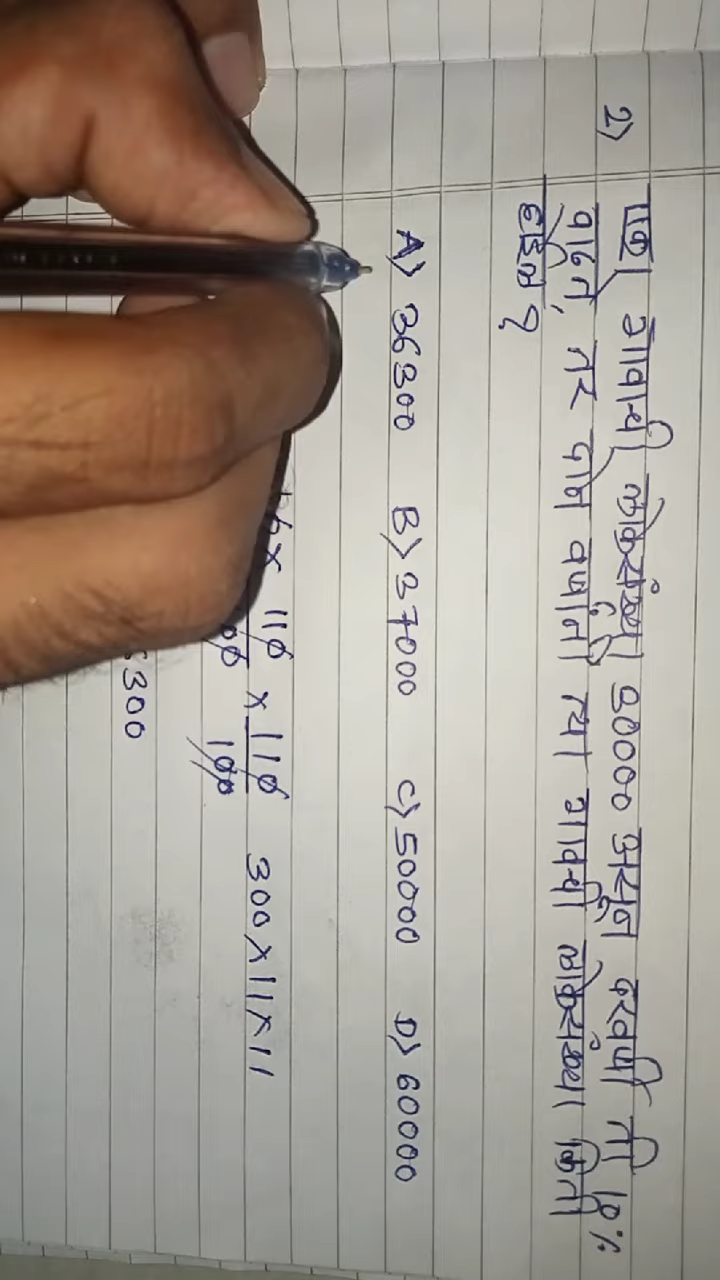 2) एका गावाची लोकसंख्या 30000 असून दरवर्षी ती 10%
वाढते, तर दोन वर्षांनी त्या गावाची लोकसंख्या किती
होईल ?
A) 36300 B) 37000 C) 50000 D) 60000
× 110 × 110 300×11×11
100
300